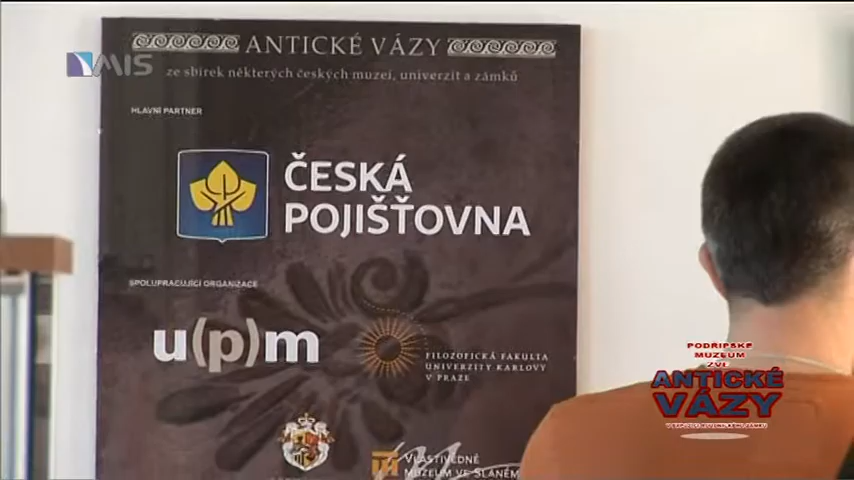 ANTICKÉ VÁZY
ze sbírek některých českých muzeí, univerzit a zámků
MIS
HLAVNÍ PARTNER
ČESKÁ
POJIŠŤOVNA
SPOLUPRACUJÍCÍ ORGANIZACE
u(p)m
FILOZOFICKÁ FAKULTA
UNIVERZITY KARLOVY
V PRAZE
VLASTIVĚDNÉ
MUZEUM VE SLANÉM
PODŘIPSKÉ
MUZEUM
ZVE
ANTICKÉ
VÁZY